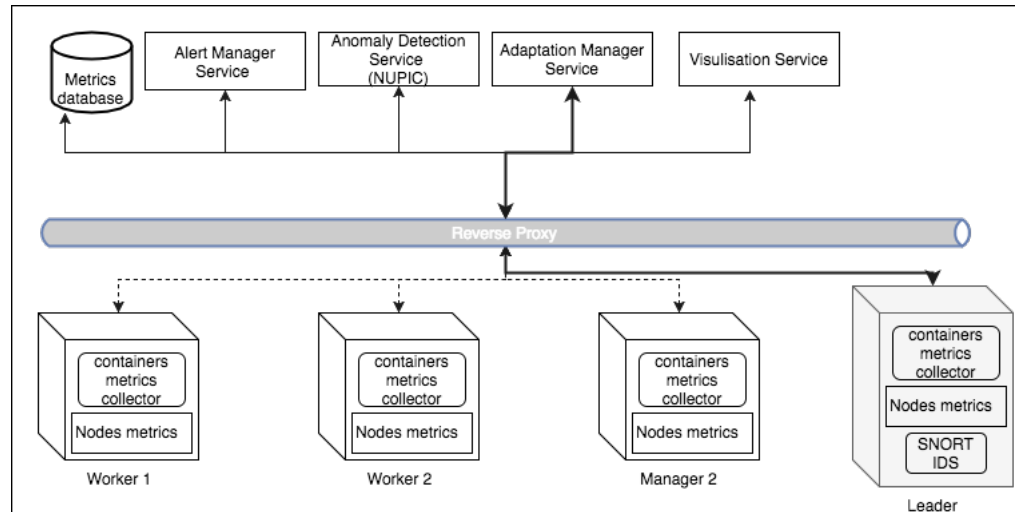 Metrics
database
Alert Manager
Service
Anomaly Detection
Service
(NUPIC)
Adaptation Manager
Service
Visulisation Service
Reverse Proxy
containers
metrics
collector
Nodes metrics
Worker 1
containers
metrics
collector
Nodes metrics
Worker 2
containers
metrics
collector
Nodes metrics
Manager 2
containers
metrics
collector
Nodes metrics
SNORT
IDS
Leader